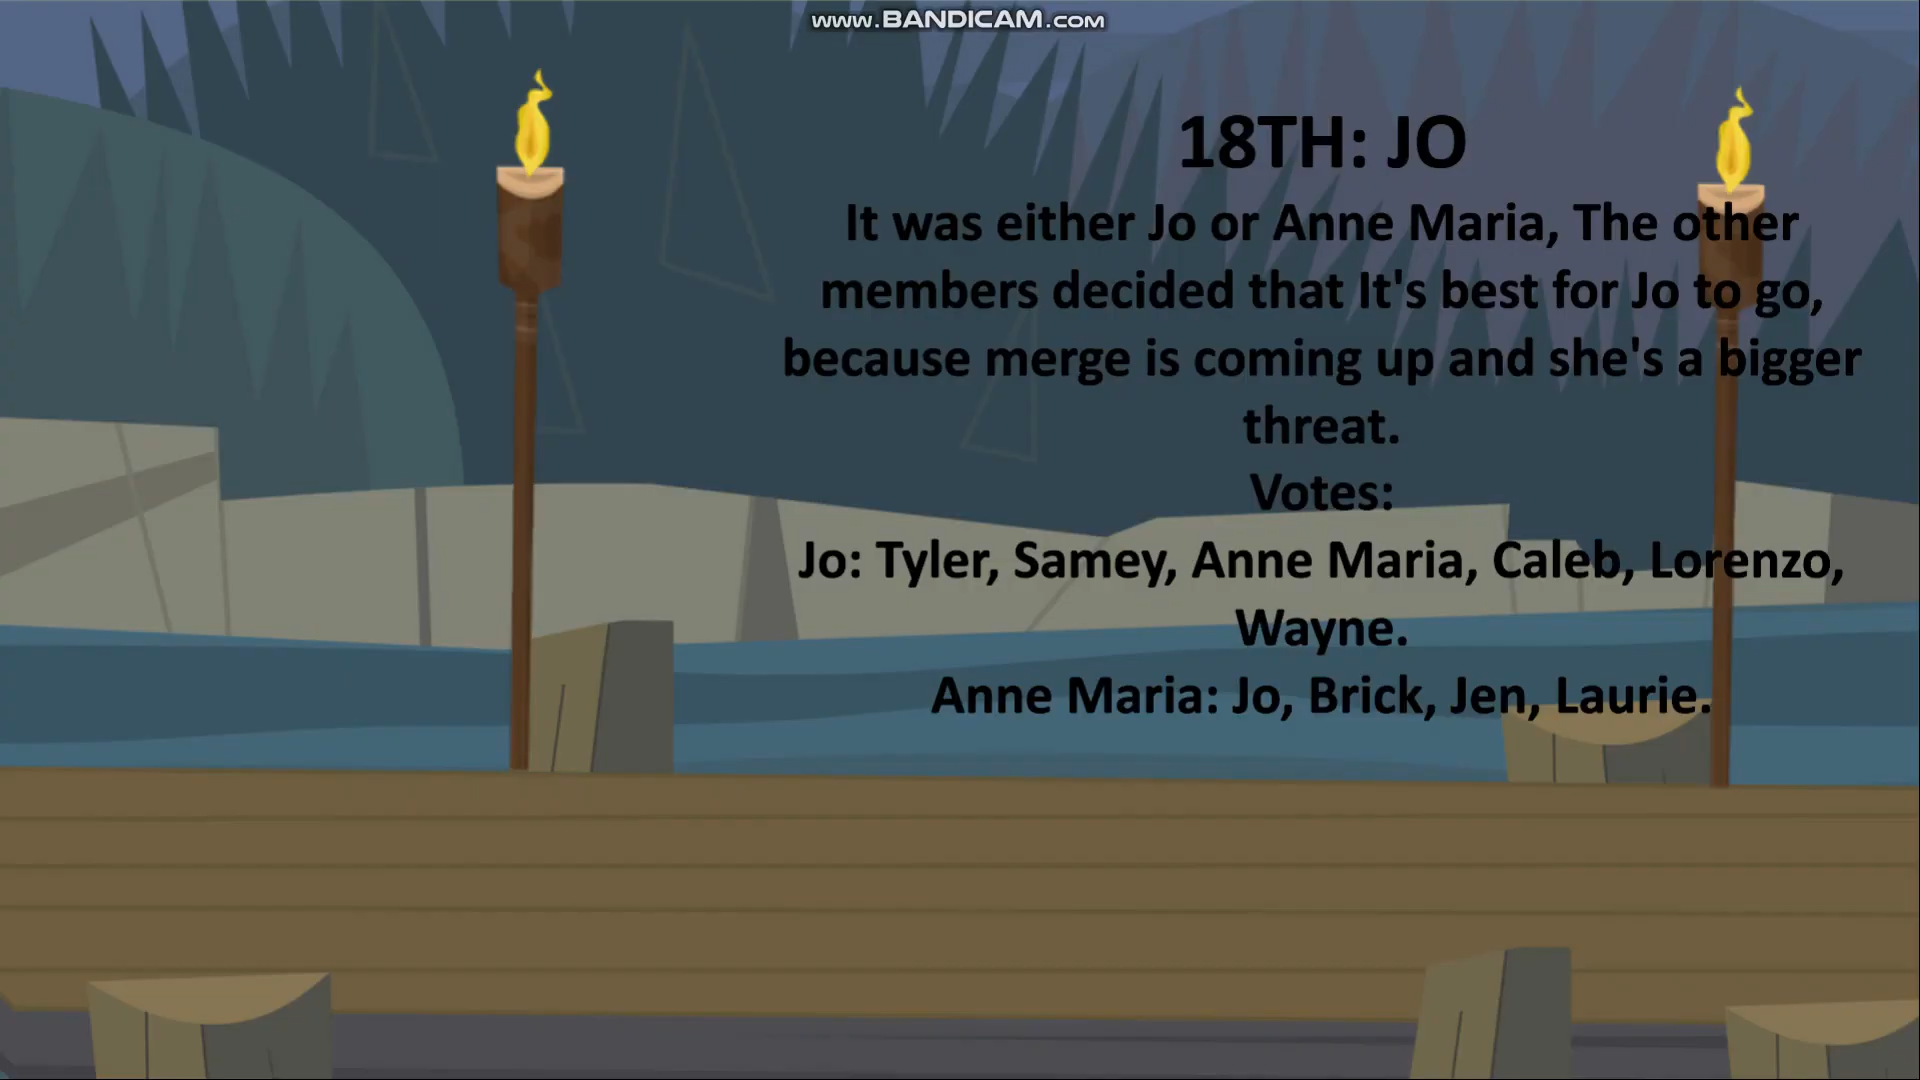 www.BANDICAM.com
18TH: JO
It was either Jo or Anne Maria, The other
members decided that It's best for Jo to go,
because merge is coming up and she's a bigger
threat.
Votes:
Jo: Tyler, Samey, Anne Maria, Caleb, Lorenzo,
Wayne.
Anne Maria: Jo, Brick, Jen, Laurie.